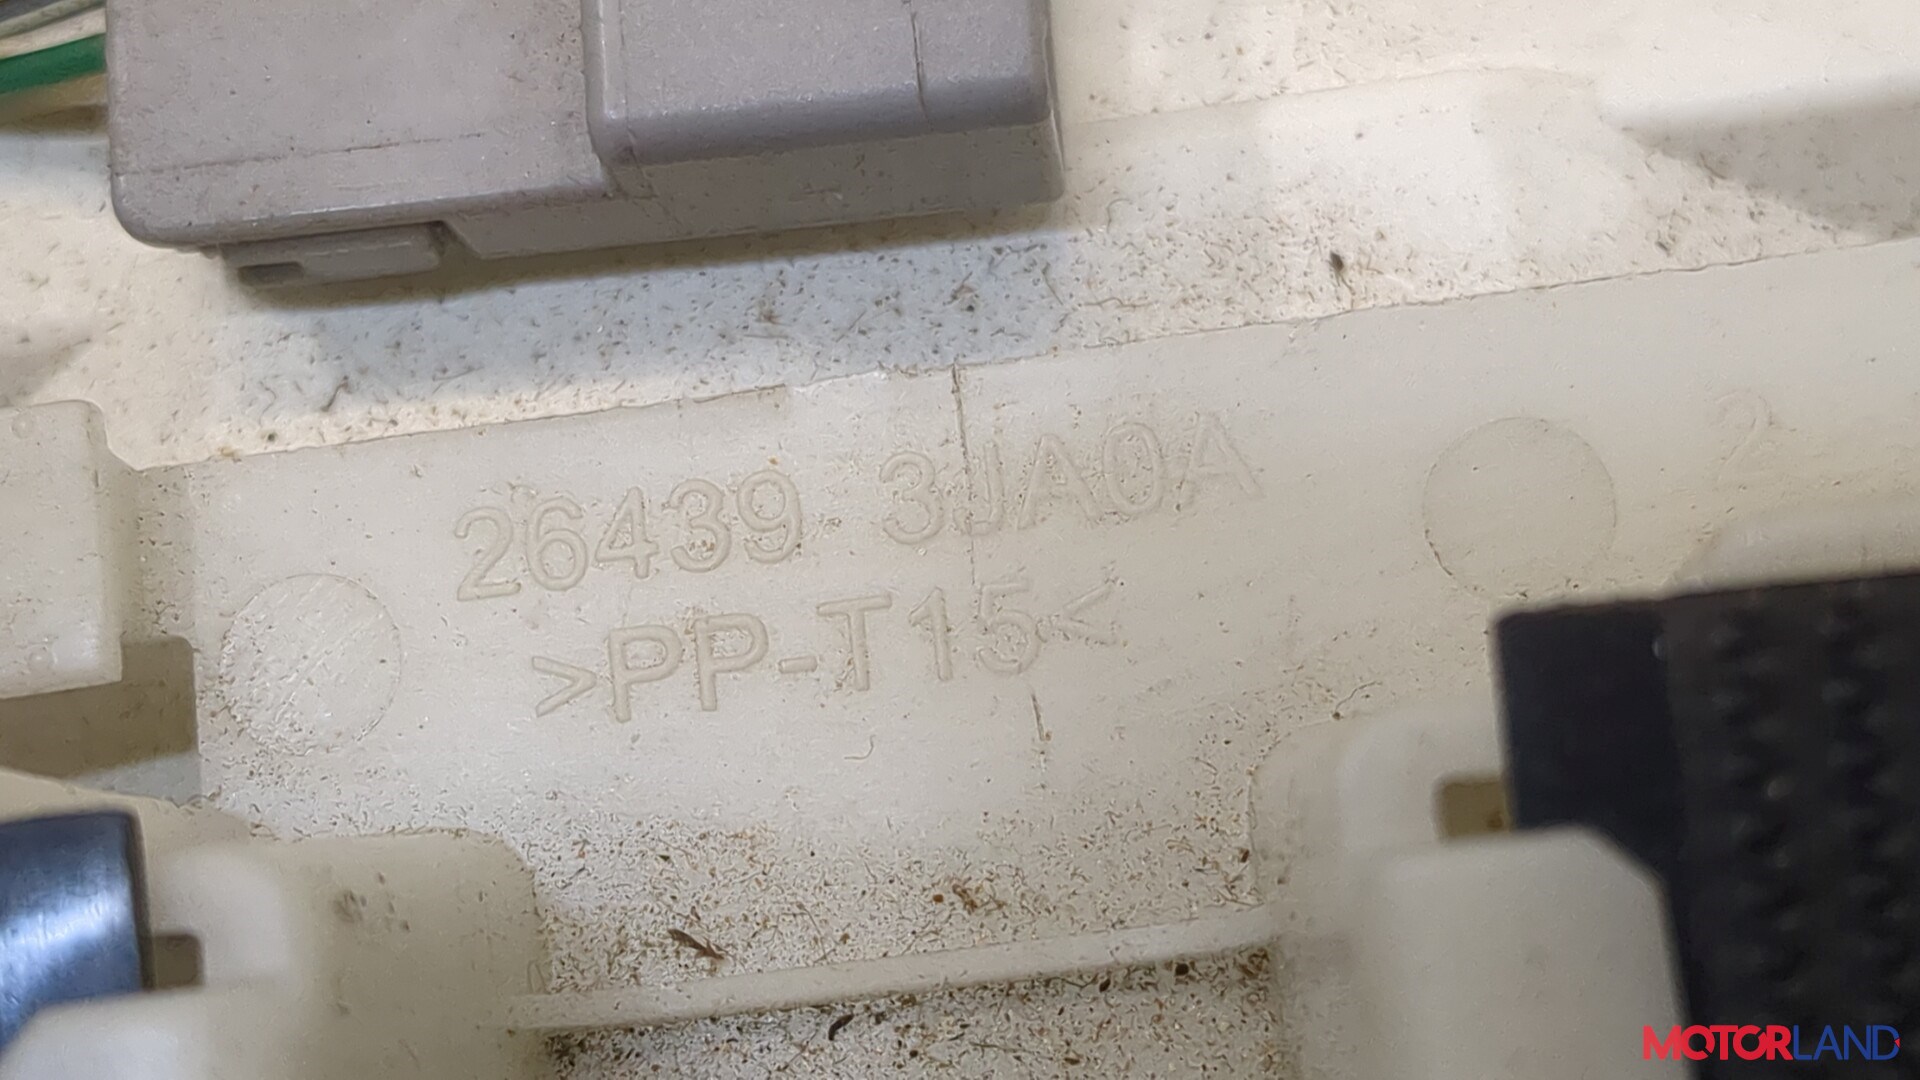 26439 3JA0A
>PP-T15<
2
MOTORLAND